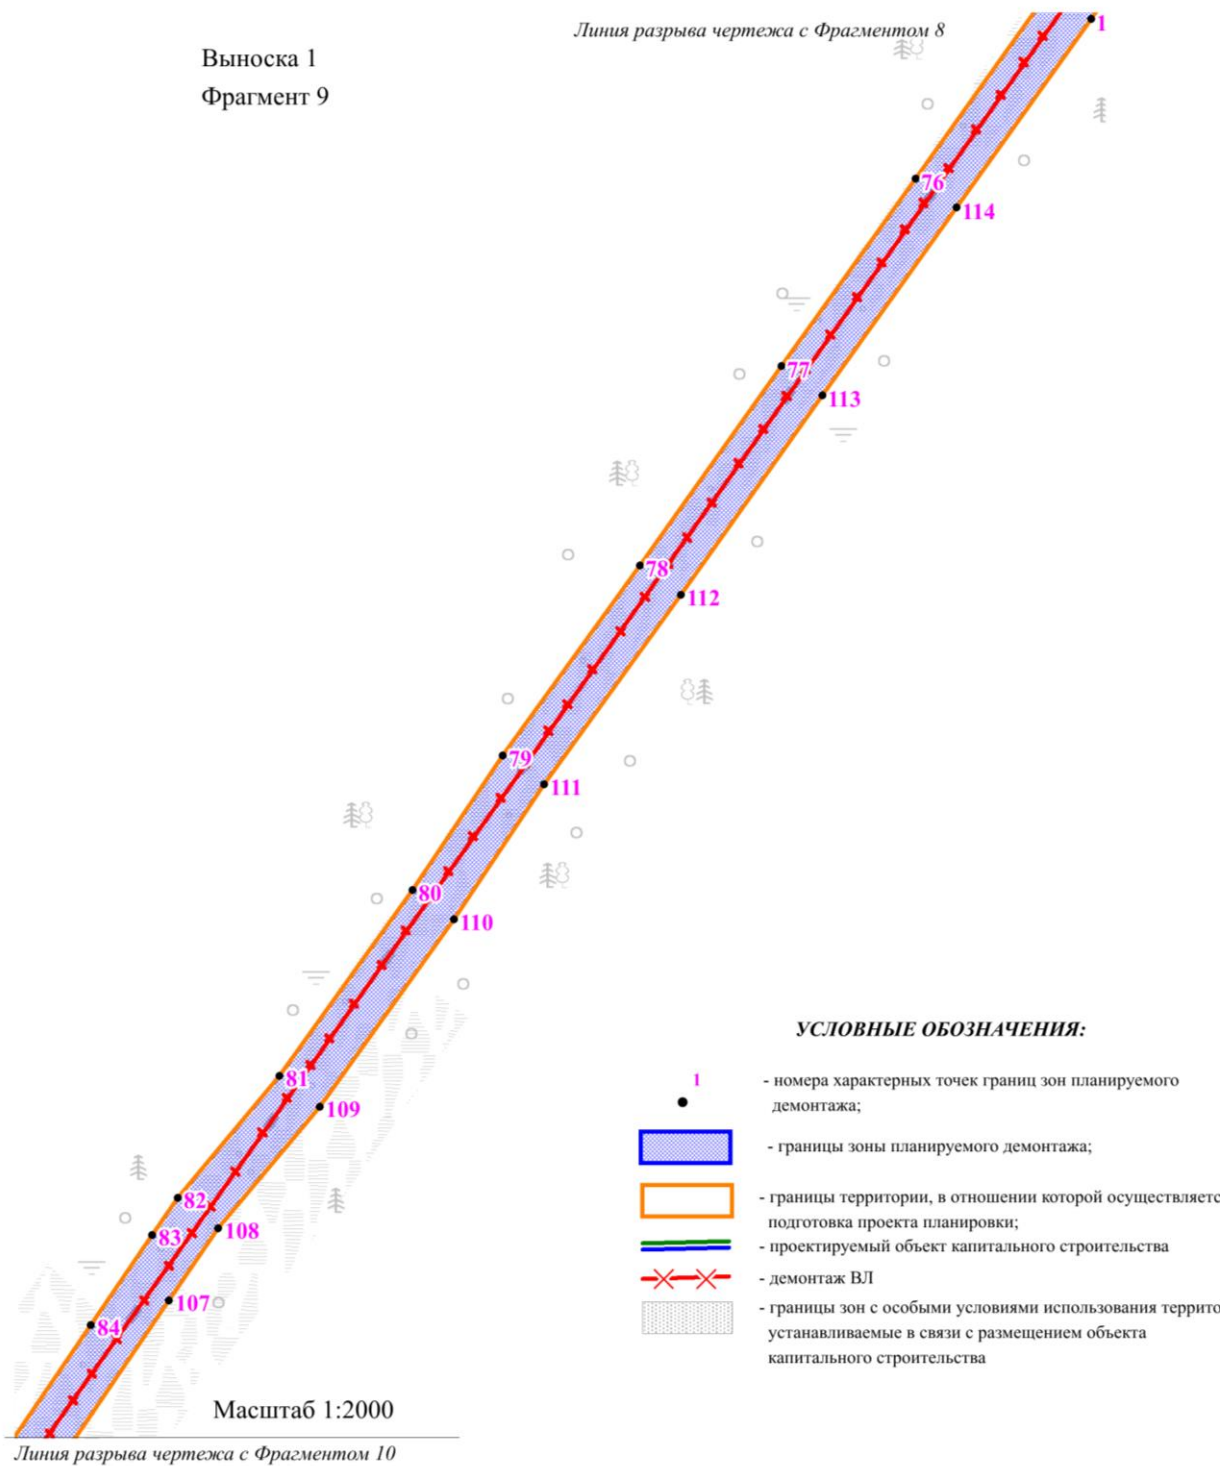 Линия разрыва чертежа с Фрагментом 8
1
Выноска 1
Фрагмент 9
76
114
77
113
78
112
79
111
80
110
81
109
82
83
108
107
84
УСЛОВНЫЕ ОБОЗНАЧЕНИЯ:
1
- номера характерных точек границ зон планируемого
демонтажа;
- границы зоны планируемого демонтажа;
- границы территории, в отношении которой осуществляетс
подготовка проекта планировки;
- проектируемый объект капитального строительства
- демонтаж ВЛ
- границы зон с особыми условиями использования террито
устанавливаемые в связи с размещением объекта
капитального строительства
Масштаб 1:2000
Линия разрыва чертежа с Фрагментом 10